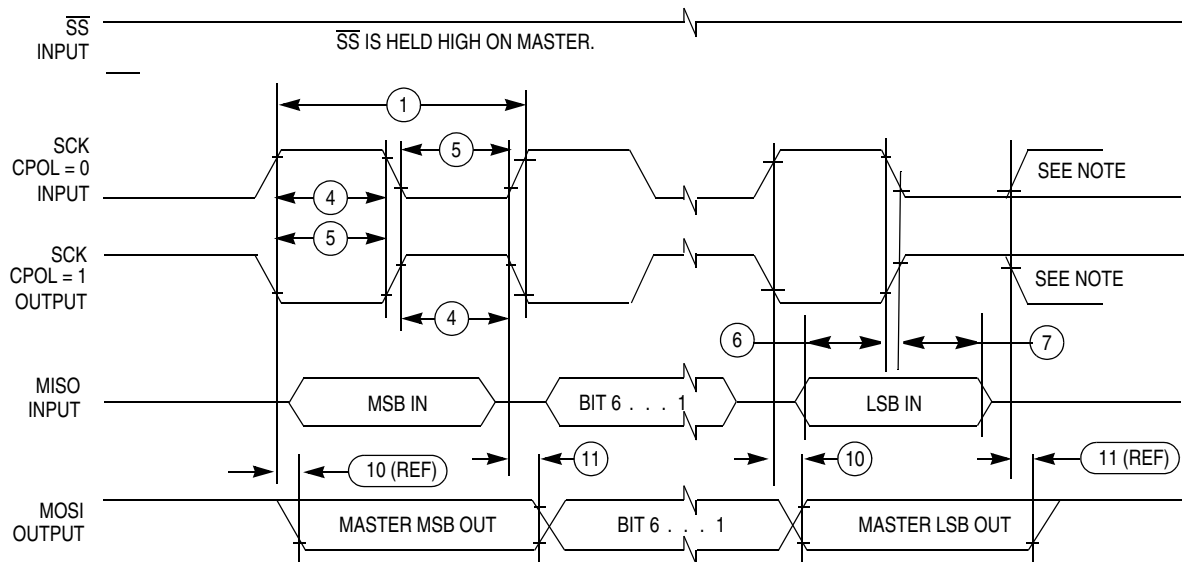 SS
INPUT
SS IS HELD HIGH ON MASTER.
1
SCK
CPOL = 0
INPUT
5
SEE NOTE
4
5
SCK
CPOL = 1
OUTPUT
SEE NOTE
4
6
7
MISO
INPUT
MSB IN
BIT 6 . . . 1
LSB IN
10 (REF)
11
10
11 (REF)
MOSI
OUTPUT
MASTER MSB OUT
BIT 6 . . . 1
MASTER LSB OUT